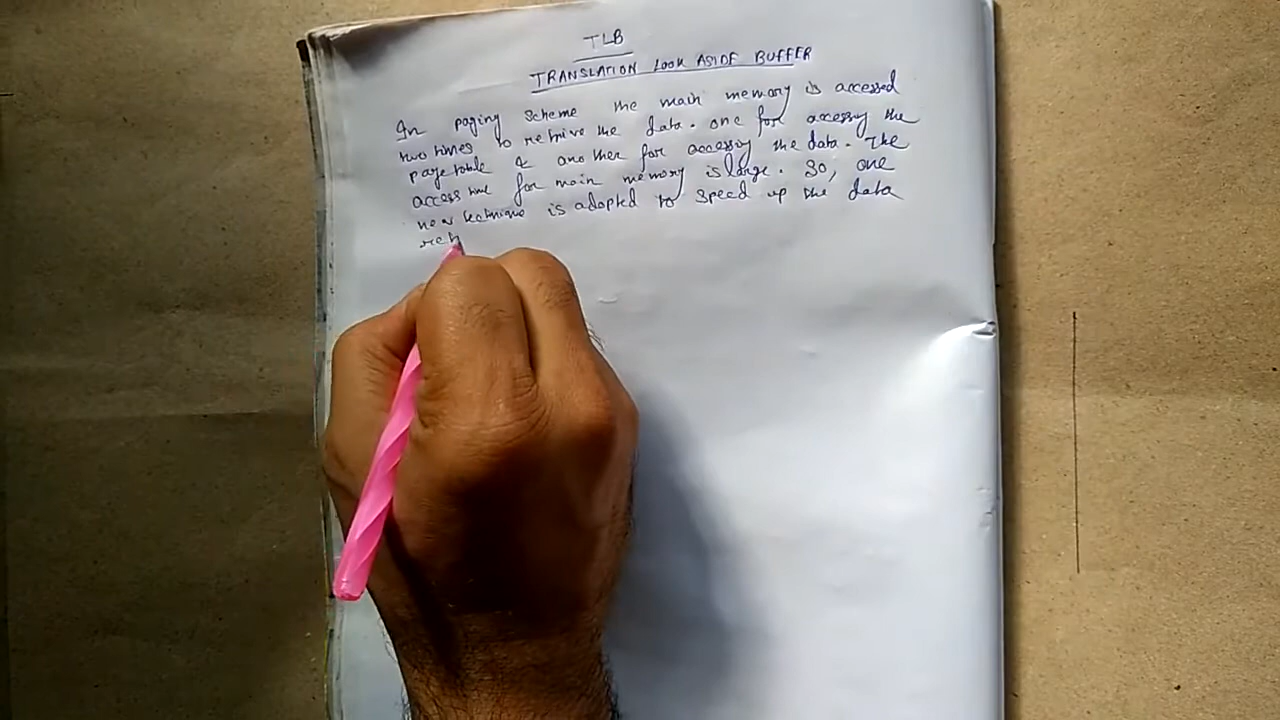 TLB
TRANSLATION LOOK ASIDE BUFFER
In paging scheme the main memory is accessed
two times to retrive the data. one for accessing the
page table & another for accessing the data. The
access time for main memory is large. So, one
new technique is adapted to speed up the data
retr